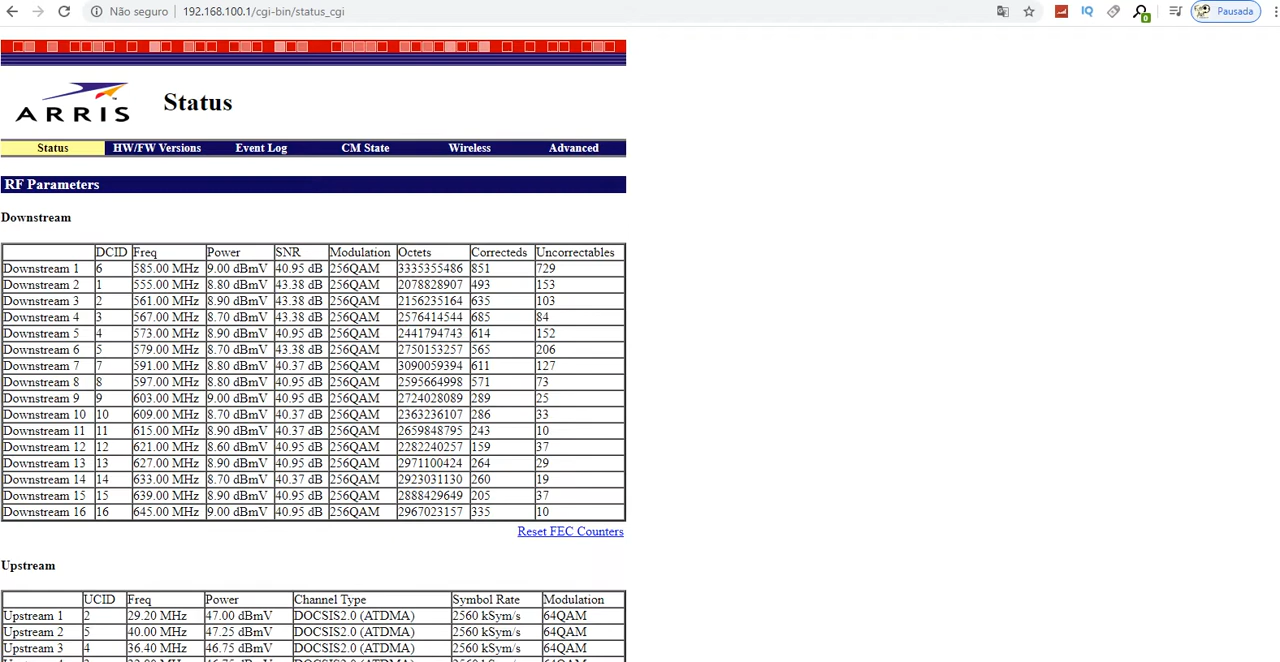 Não seguro | 192.168.100.1/cgi-bin/status_cgi IQ 0 Pausada
ARRIS Status
Status HW/FW Versions Event Log CM State Wireless Advanced
RF Parameters
Downstream
DCID Freq Power SNR Modulation Octets Correcteds Uncorrectables
Downstream 1 6 585.00 MHz 9.00 dBmV 40.95 dB 256QAM 3335355486 851 729
Downstream 2 1 555.00 MHz 8.80 dBmV 43.38 dB 256QAM 2078828907 493 153
Downstream 3 2 561.00 MHz 8.90 dBmV 43.38 dB 256QAM 2156235164 635 103
Downstream 4 3 567.00 MHz 8.70 dBmV 43.38 dB 256QAM 2576414544 685 84
Downstream 5 4 573.00 MHz 8.90 dBmV 40.95 dB 256QAM 2441794743 614 152
Downstream 6 5 579.00 MHz 8.70 dBmV 43.38 dB 256QAM 2750153257 565 206
Downstream 7 7 591.00 MHz 8.80 dBmV 40.37 dB 256QAM 3090059394 611 127
Downstream 8 8 597.00 MHz 8.80 dBmV 40.95 dB 256QAM 2595664998 571 73
Downstream 9 9 603.00 MHz 9.00 dBmV 40.95 dB 256QAM 2724028089 289 25
Downstream 10 10 609.00 MHz 8.70 dBmV 40.37 dB 256QAM 2363236107 286 33
Downstream 11 11 615.00 MHz 8.90 dBmV 40.37 dB 256QAM 2659848795 243 10
Downstream 12 12 621.00 MHz 8.60 dBmV 40.95 dB 256QAM 2282240257 159 37
Downstream 13 13 627.00 MHz 8.90 dBmV 40.95 dB 256QAM 2971100424 264 29
Downstream 14 14 633.00 MHz 8.70 dBmV 40.37 dB 256QAM 2923031130 260 19
Downstream 15 15 639.00 MHz 8.90 dBmV 40.95 dB 256QAM 2888429649 205 37
Downstream 16 16 645.00 MHz 9.00 dBmV 40.95 dB 256QAM 2967023157 335 10
Reset FEC Counters
Upstream
UCID Freq Power Channel Type Symbol Rate Modulation
Upstream 1 2 29.20 MHz 47.00 dBmV DOCSIS2.0 (ATDMA) 2560 kSym/s 64QAM
Upstream 2 5 40.00 MHz 47.25 dBmV DOCSIS2.0 (ATDMA) 2560 kSym/s 64QAM
Upstream 3 4 36.40 MHz 46.75 dBmV DOCSIS2.0 (ATDMA) 2560 kSym/s 64QAM